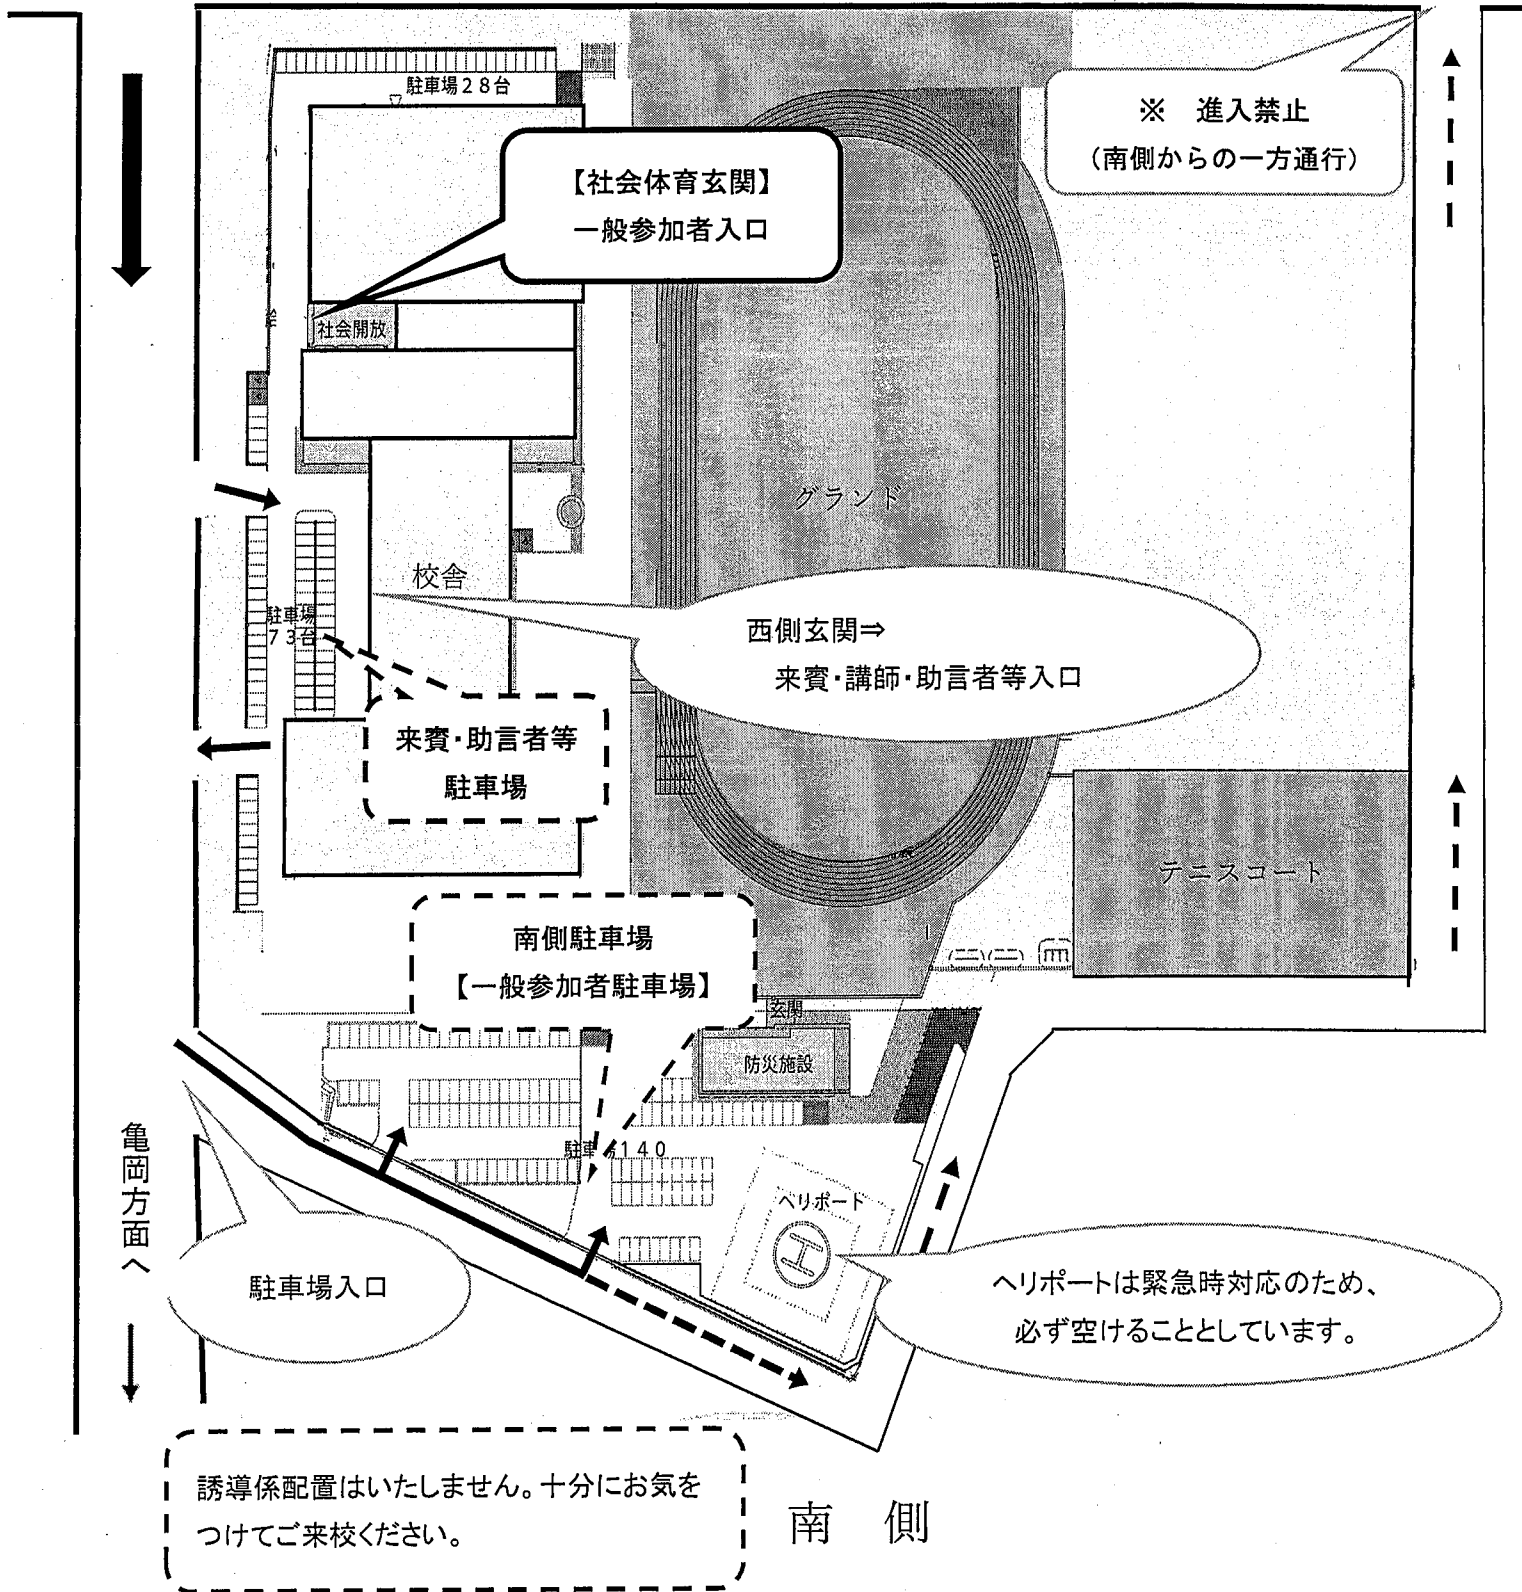 駐車場28台
※　進入禁止
(南側からの一方通行)
【社会体育玄関】
一般参加者入口
社会開放
グランド
校舎
駐車場
73台
西側玄関⇒
来賓・講師・助言者等入口
来賓・助言者等
駐車場
テニスコート
南側駐車場
【一般参加者駐車場】
玄関
防災施設
140
亀岡方面へ
ヘリポート
駐車場入口
ヘリポートは緊急時対応のため、
必ず空けることとしています。
誘導係配置はいたしません。十分にお気を
つけてご来校ください。
南　側